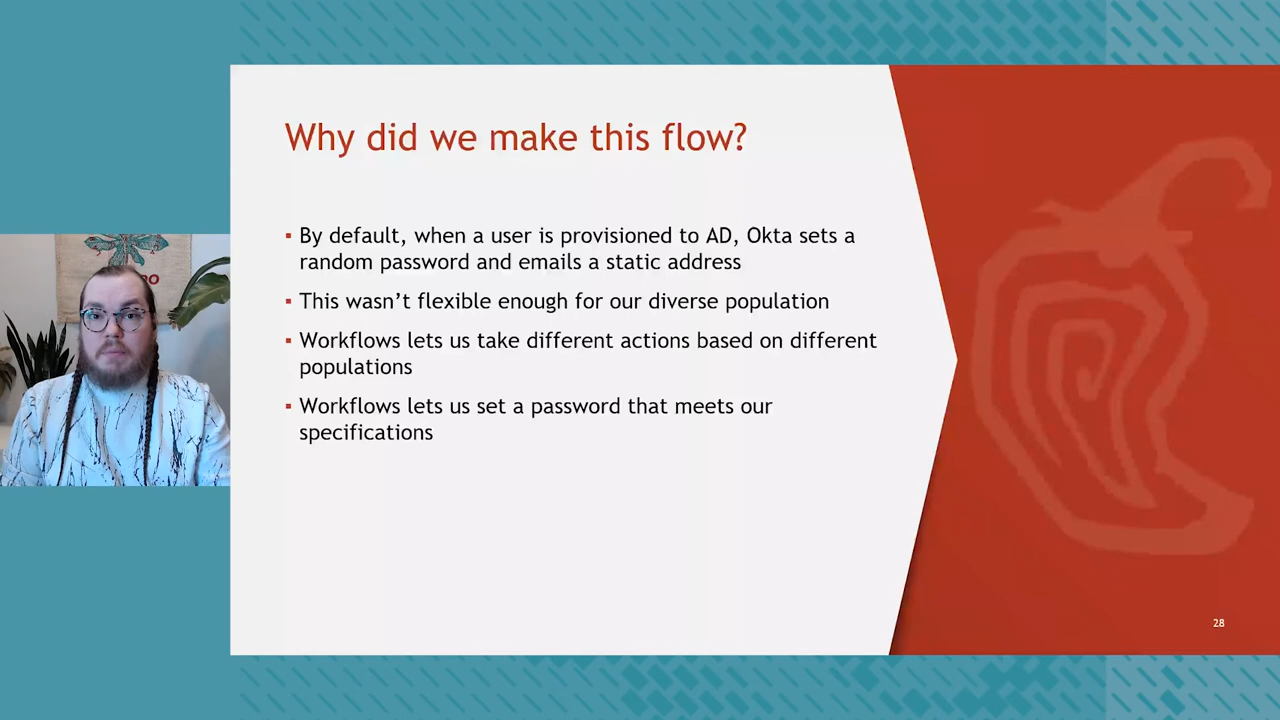 Why did we make this flow?
By default, when a user is provisioned to AD, Okta sets a
random password and emails a static address
This wasn’t flexible enough for our diverse population
Workflows lets us take different actions based on different
populations
Workflows lets us set a password that meets our
specifications
28